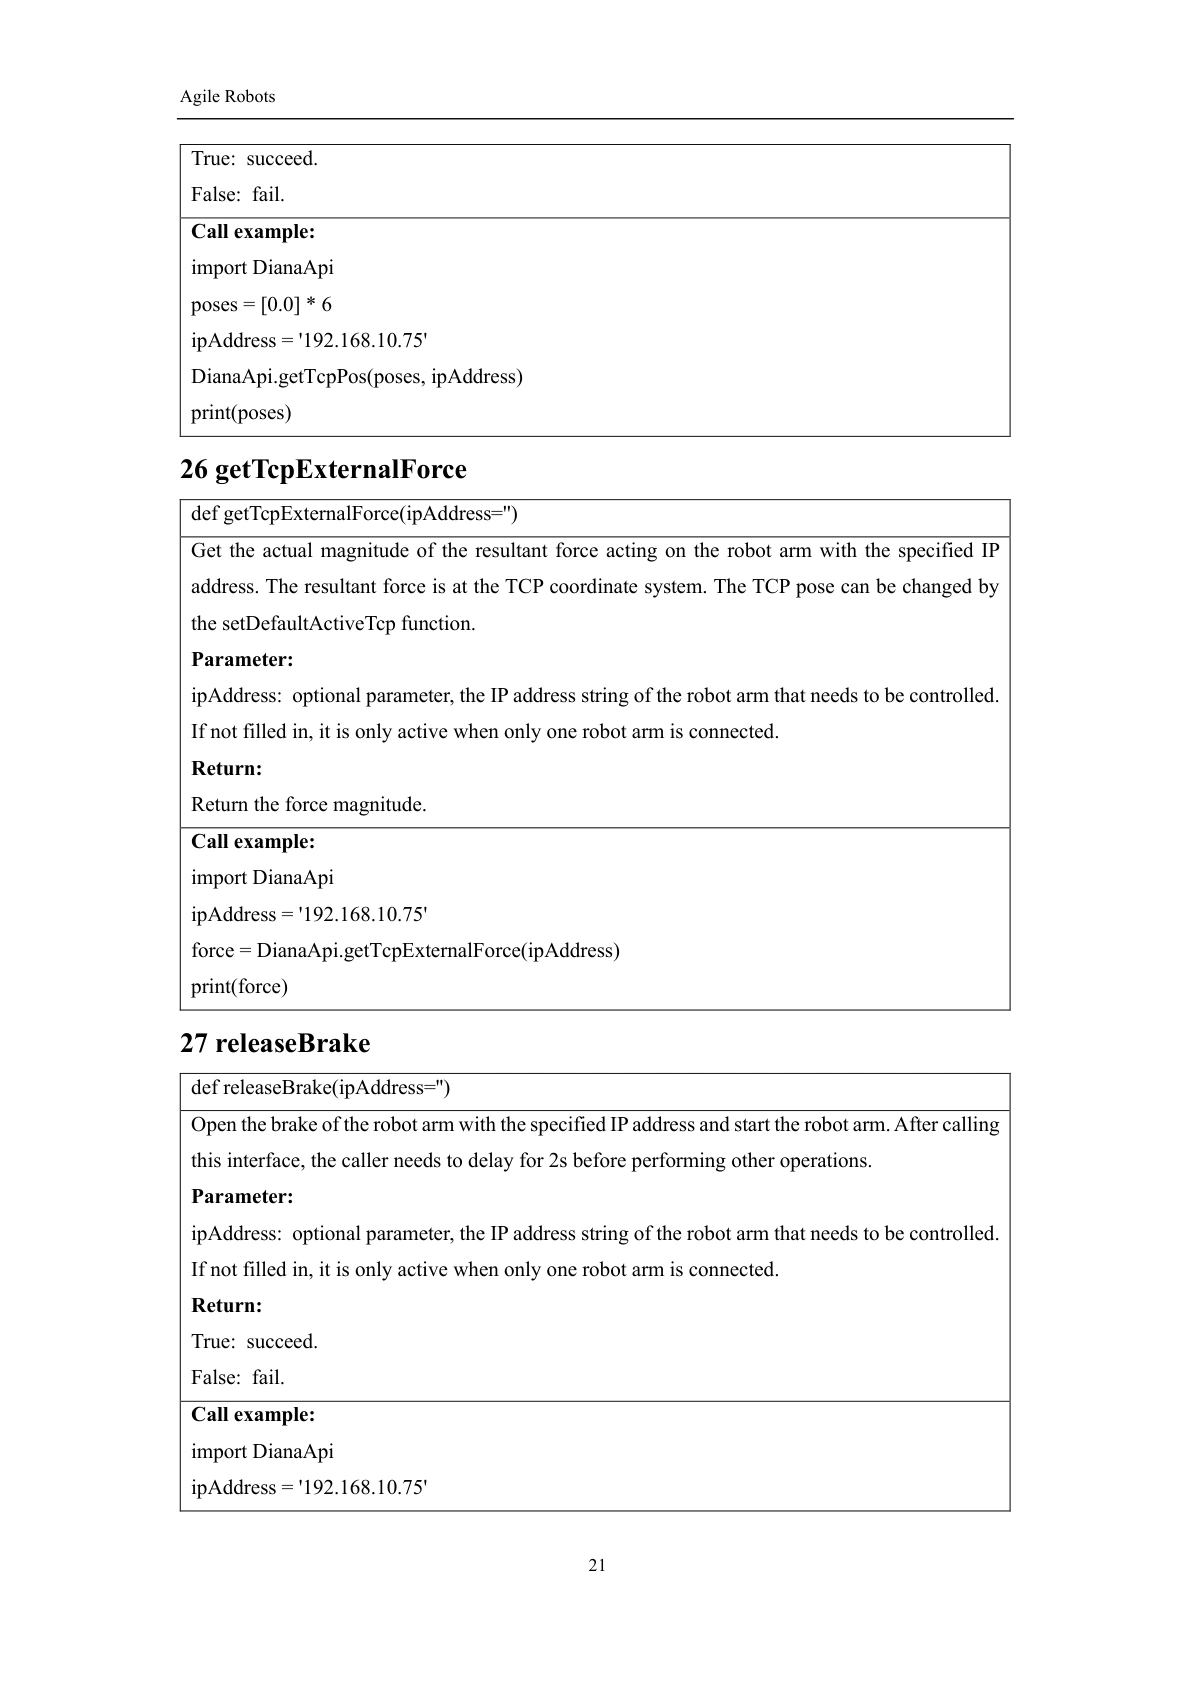 Agile Robots
True:  succeed.
False:  fail.
Call example:
import DianaApi
poses = [0.0] * 6
ipAddress = '192.168.10.75'
DianaApi.getTcpPos(poses, ipAddress)
print(poses)
26 getTcpExternalForce
def getTcpExternalForce(ipAddress='')
Get the actual magnitude of the resultant force acting on the robot arm with the specified IP
address. The resultant force is at the TCP coordinate system. The TCP pose can be changed by
the setDefaultActiveTcp function.
Parameter:
ipAddress:  optional parameter, the IP address string of the robot arm that needs to be controlled.
If not filled in, it is only active when only one robot arm is connected.
Return:
Return the force magnitude.
Call example:
import DianaApi
ipAddress = '192.168.10.75'
force = DianaApi.getTcpExternalForce(ipAddress)
print(force)
27 releaseBrake
def releaseBrake(ipAddress='')
Open the brake of the robot arm with the specified IP address and start the robot arm. After calling
this interface, the caller needs to delay for 2s before performing other operations.
Parameter:
ipAddress:  optional parameter, the IP address string of the robot arm that needs to be controlled.
If not filled in, it is only active when only one robot arm is connected.
Return:
True:  succeed.
False:  fail.
Call example:
import DianaApi
ipAddress = '192.168.10.75'
21